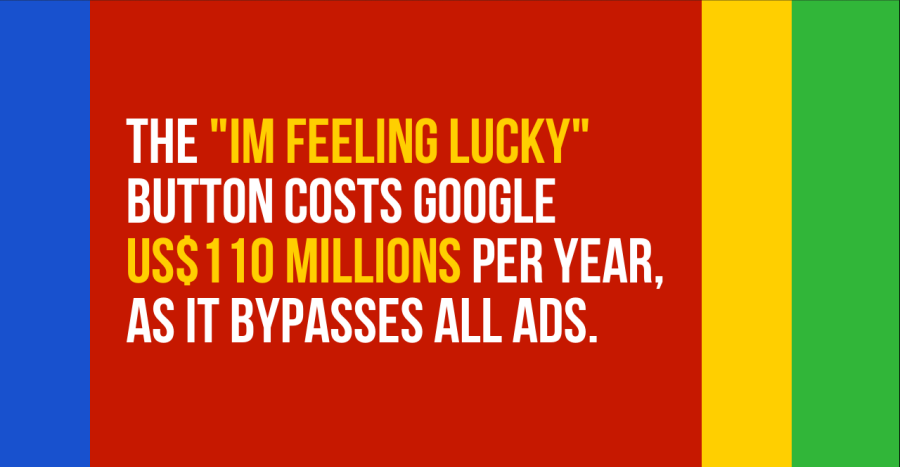 THE "IM FEELING LUCKY"
BUTTON COSTS GOOGLE
US$110 MILLIONS PER YEAR,
AS IT BYPASSES ALL ADS.